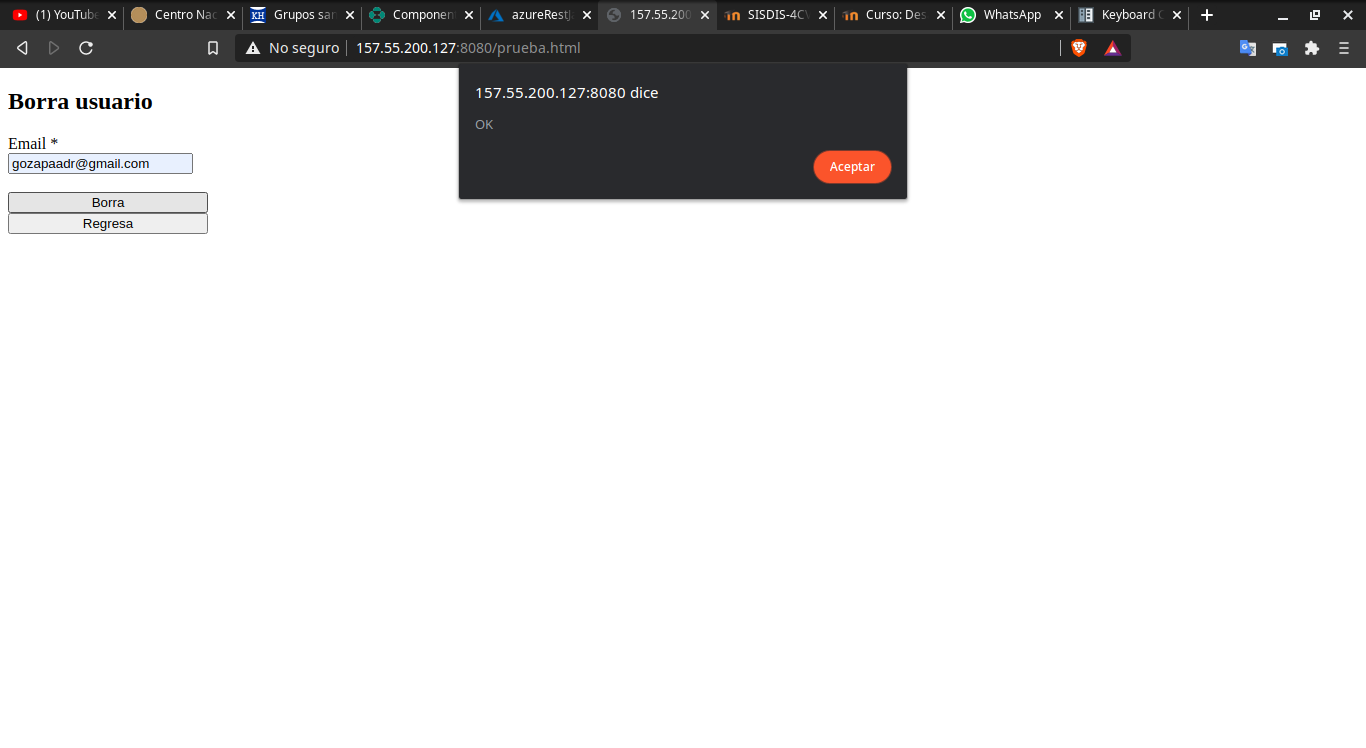 (1) YouTube
Centro Nac
Grupos san
Component
azureRestJ
157.55.200
SISDIS-4CV
Curso: Des
WhatsApp
Keyboard C
No seguro
157.55.200.127:8080/prueba.html
157.55.200.127:8080 dice
OK
Aceptar
Borra usuario
Email *
gozapaadr@gmail.com
Borra
Regresa